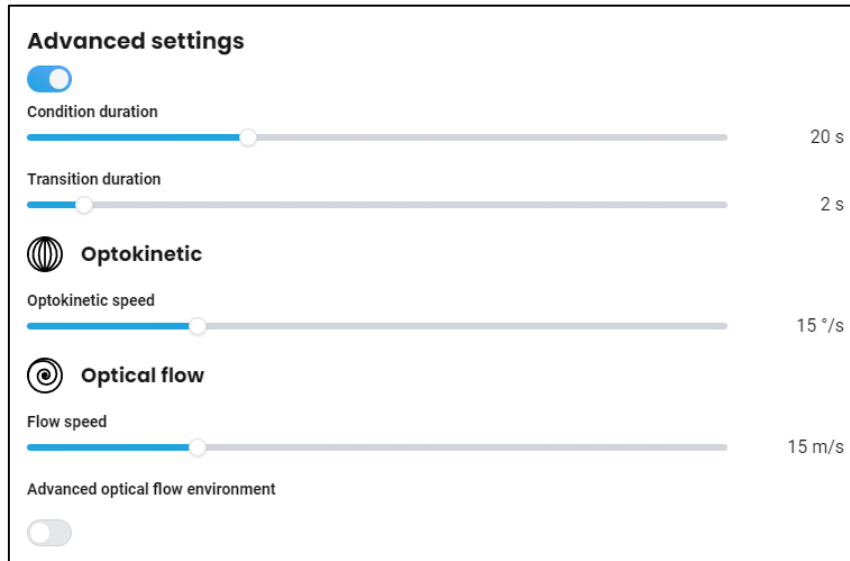 Advanced settings
Condition duration
20 s
Transition duration
2 s
Optokinetic
Optokinetic speed
15 °/s
Optical flow
Flow speed
15 m/s
Advanced optical flow environment